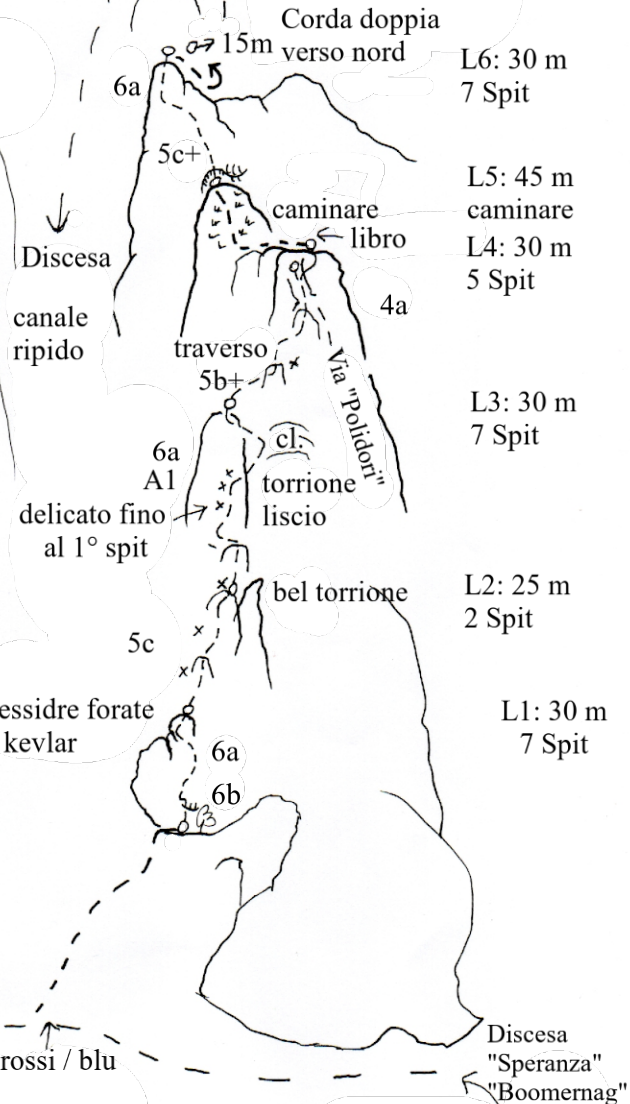 Corda doppia
15m verso nord
L6: 30 m
7 Spit
6a
5c+
L5: 45 m
caminare
caminare
libro
L4: 30 m
5 Spit
Discesa
canale
ripido
4a
traverso
5b+
Via "Polidori"
L3: 30 m
7 Spit
cl.
6a
A1
torrione
liscio
delicato fino
al 1° spit
bel torrione
L2: 25 m
2 Spit
5c
essidre forate
kevlar
L1: 30 m
7 Spit
6a
6b
rossi / blu
Discesa
"Speranza"
"Boomernag"